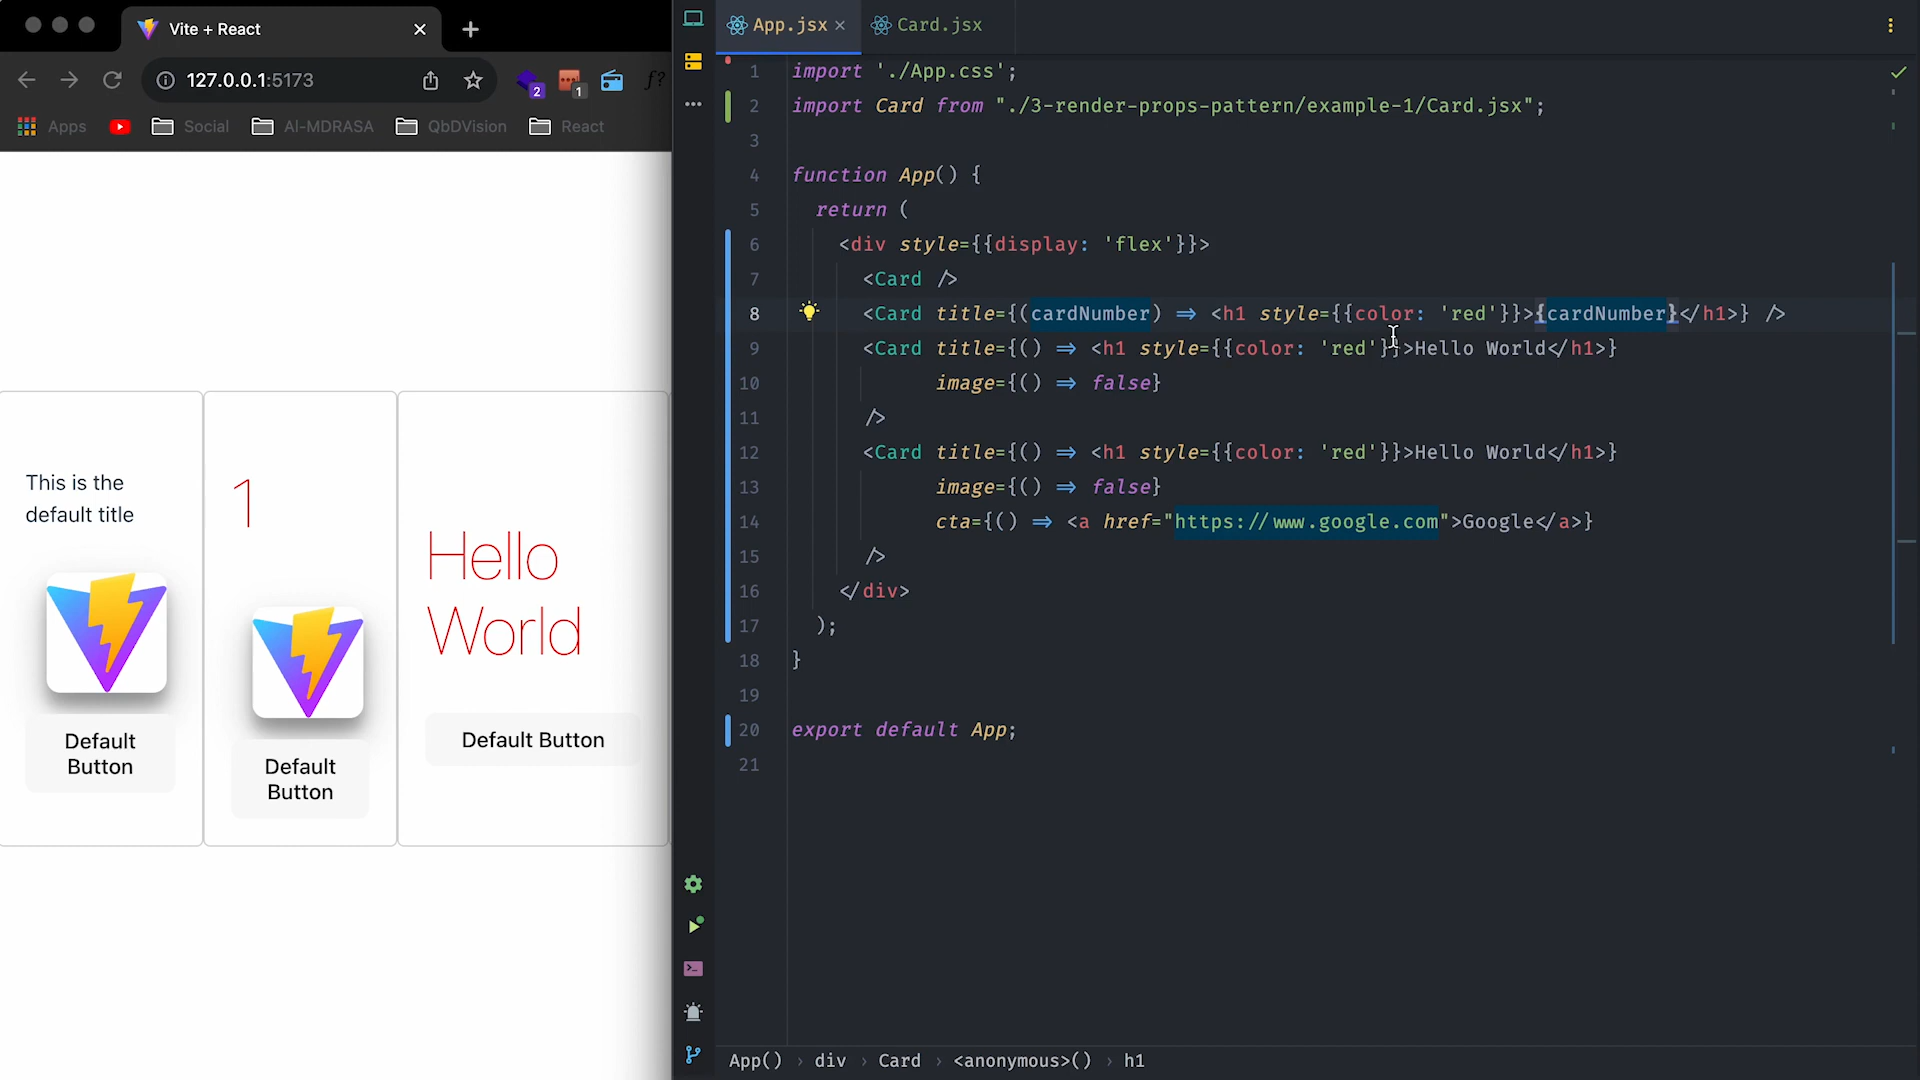 Vite + React
127.0.0.1:5173
2
1
f?
Apps
Social
Al-MDRASA
QbDVision
React
This is the
default title
Default
Button
1
Default
Button
Hello
World
Default Button
App.jsx
Card.jsx
1 import './App.css';
2 import Card from "./3-render-props-pattern/example-1/Card.jsx";
3
4 function App() {
5 return (
6 <div style={{display: 'flex'}}>
7 <Card />
8 <Card title={(cardNumber) => <h1 style={{color: 'red'}}>{cardNumber}</h1>} />
9 <Card title={() => <h1 style={{color: 'red'}}>Hello World</h1>}
10 image={() => false}
11 />
12 <Card title={() => <h1 style={{color: 'red'}}>Hello World</h1>}
13 image={() => false}
14 cta={() => <a href="https://www.google.com">Google</a>}
15 />
16 </div>
17 );
18 }
19
20 export default App;
21
App() › div › Card › <anonymous>() › h1